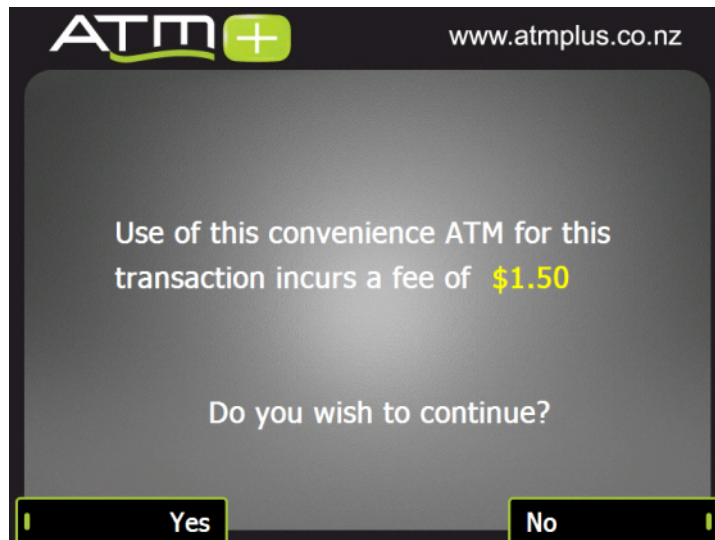 ATM+
www.atmplus.co.nz
Use of this convenience ATM for this
transaction incurs a fee of $1.50
Do you wish to continue?
Yes
No